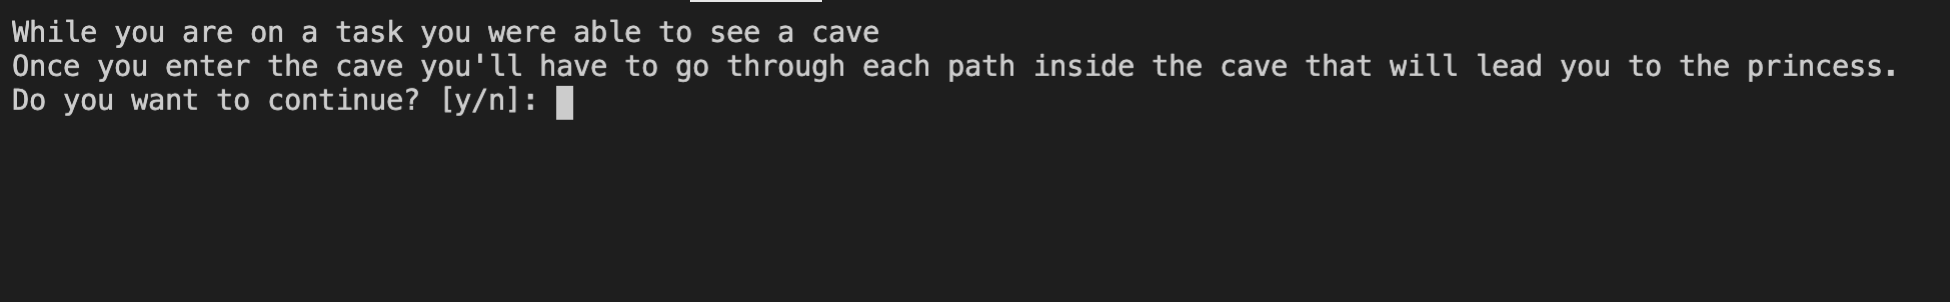 While you are on a task you were able to see a cave
Once you enter the cave you'll have to go through each path inside the cave that will lead you to the princess.
Do you want to continue? [y/n]: